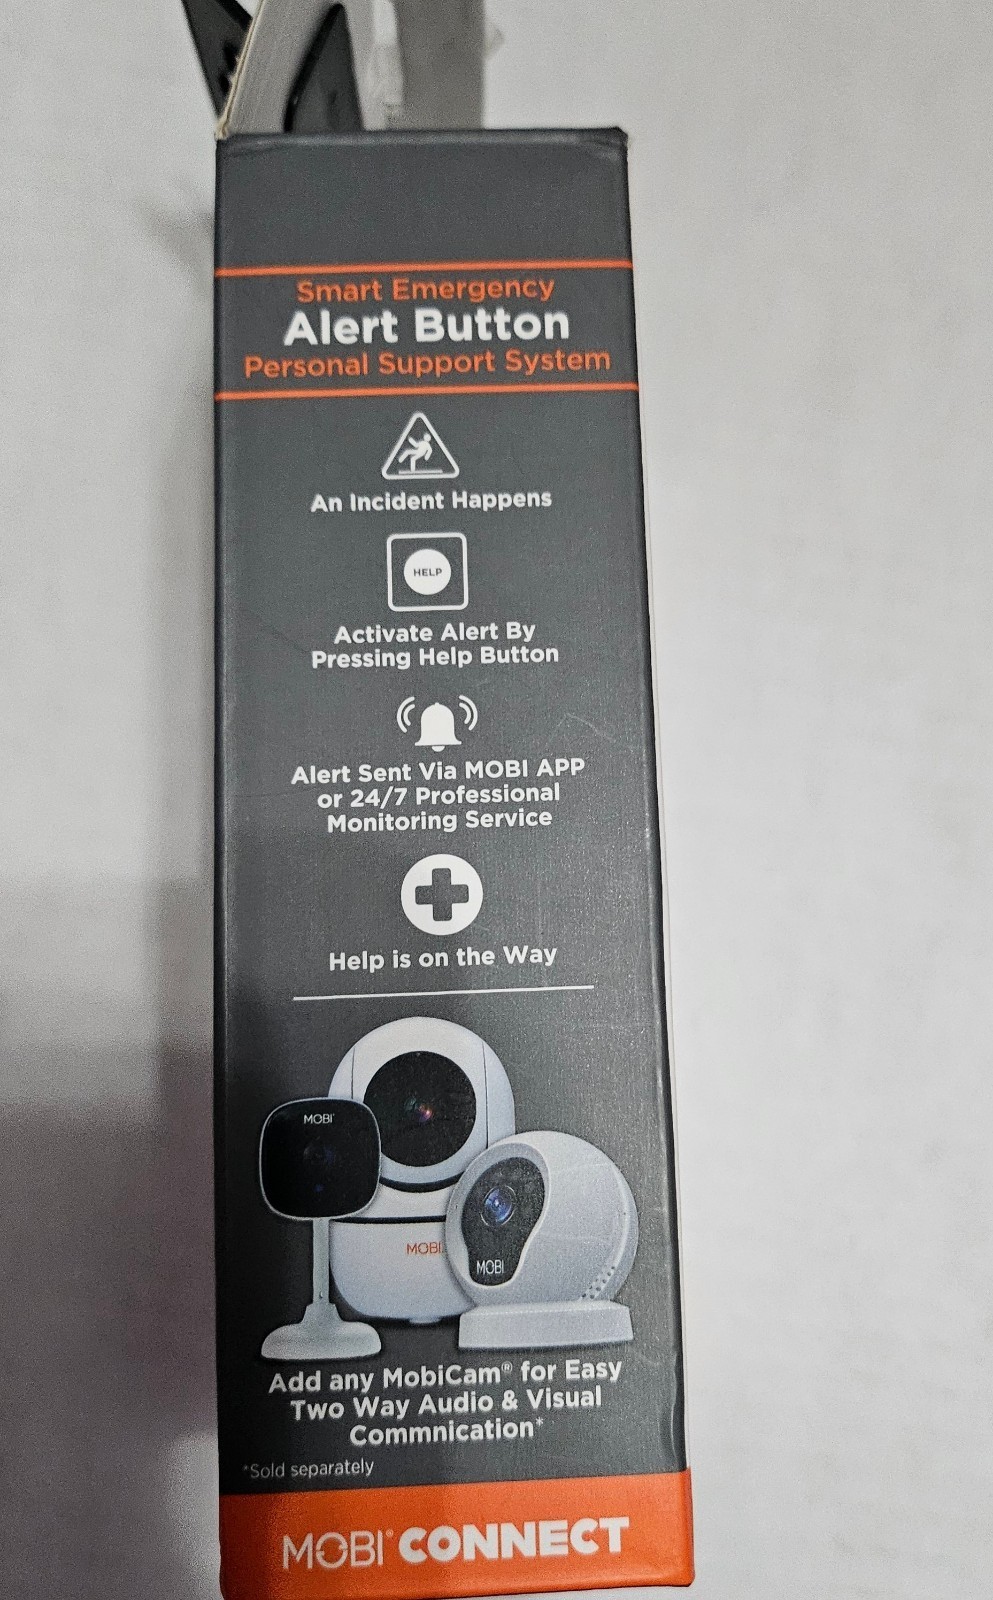 Smart Emergency
Alert Button
Personal Support System
An Incident Happens
HELP
Activate Alert By
Pressing Help Button
Alert Sent Via MOBI APP
or 24/7 Professional
Monitoring Service
Help is on the Way
MOBI
MOBI
MOBI
Add any MobiCam® for Easy
Two Way Audio & Visual
Commnication*
*Sold separately
MOBI® CONNECT